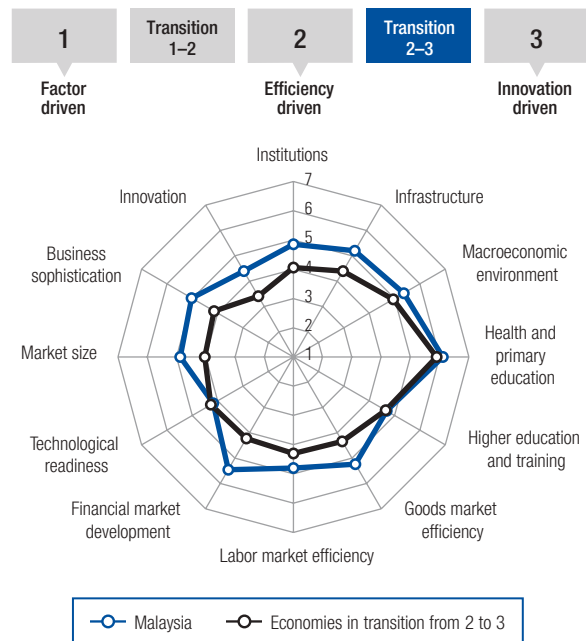 1
Transition
1–2
2
Transition
2–3
3
Factor
driven
Efficiency
driven
Innovation
driven
Institutions
Infrastructure
Macroeconomic
environment
Health and
primary
education
Higher education
and training
Goods market
efficiency
Labor market efficiency
Financial market
development
Technological
readiness
Market size
Business
sophistication
Innovation
7
6
5
4
3
2
1
Malaysia
Economies in transition from 2 to 3